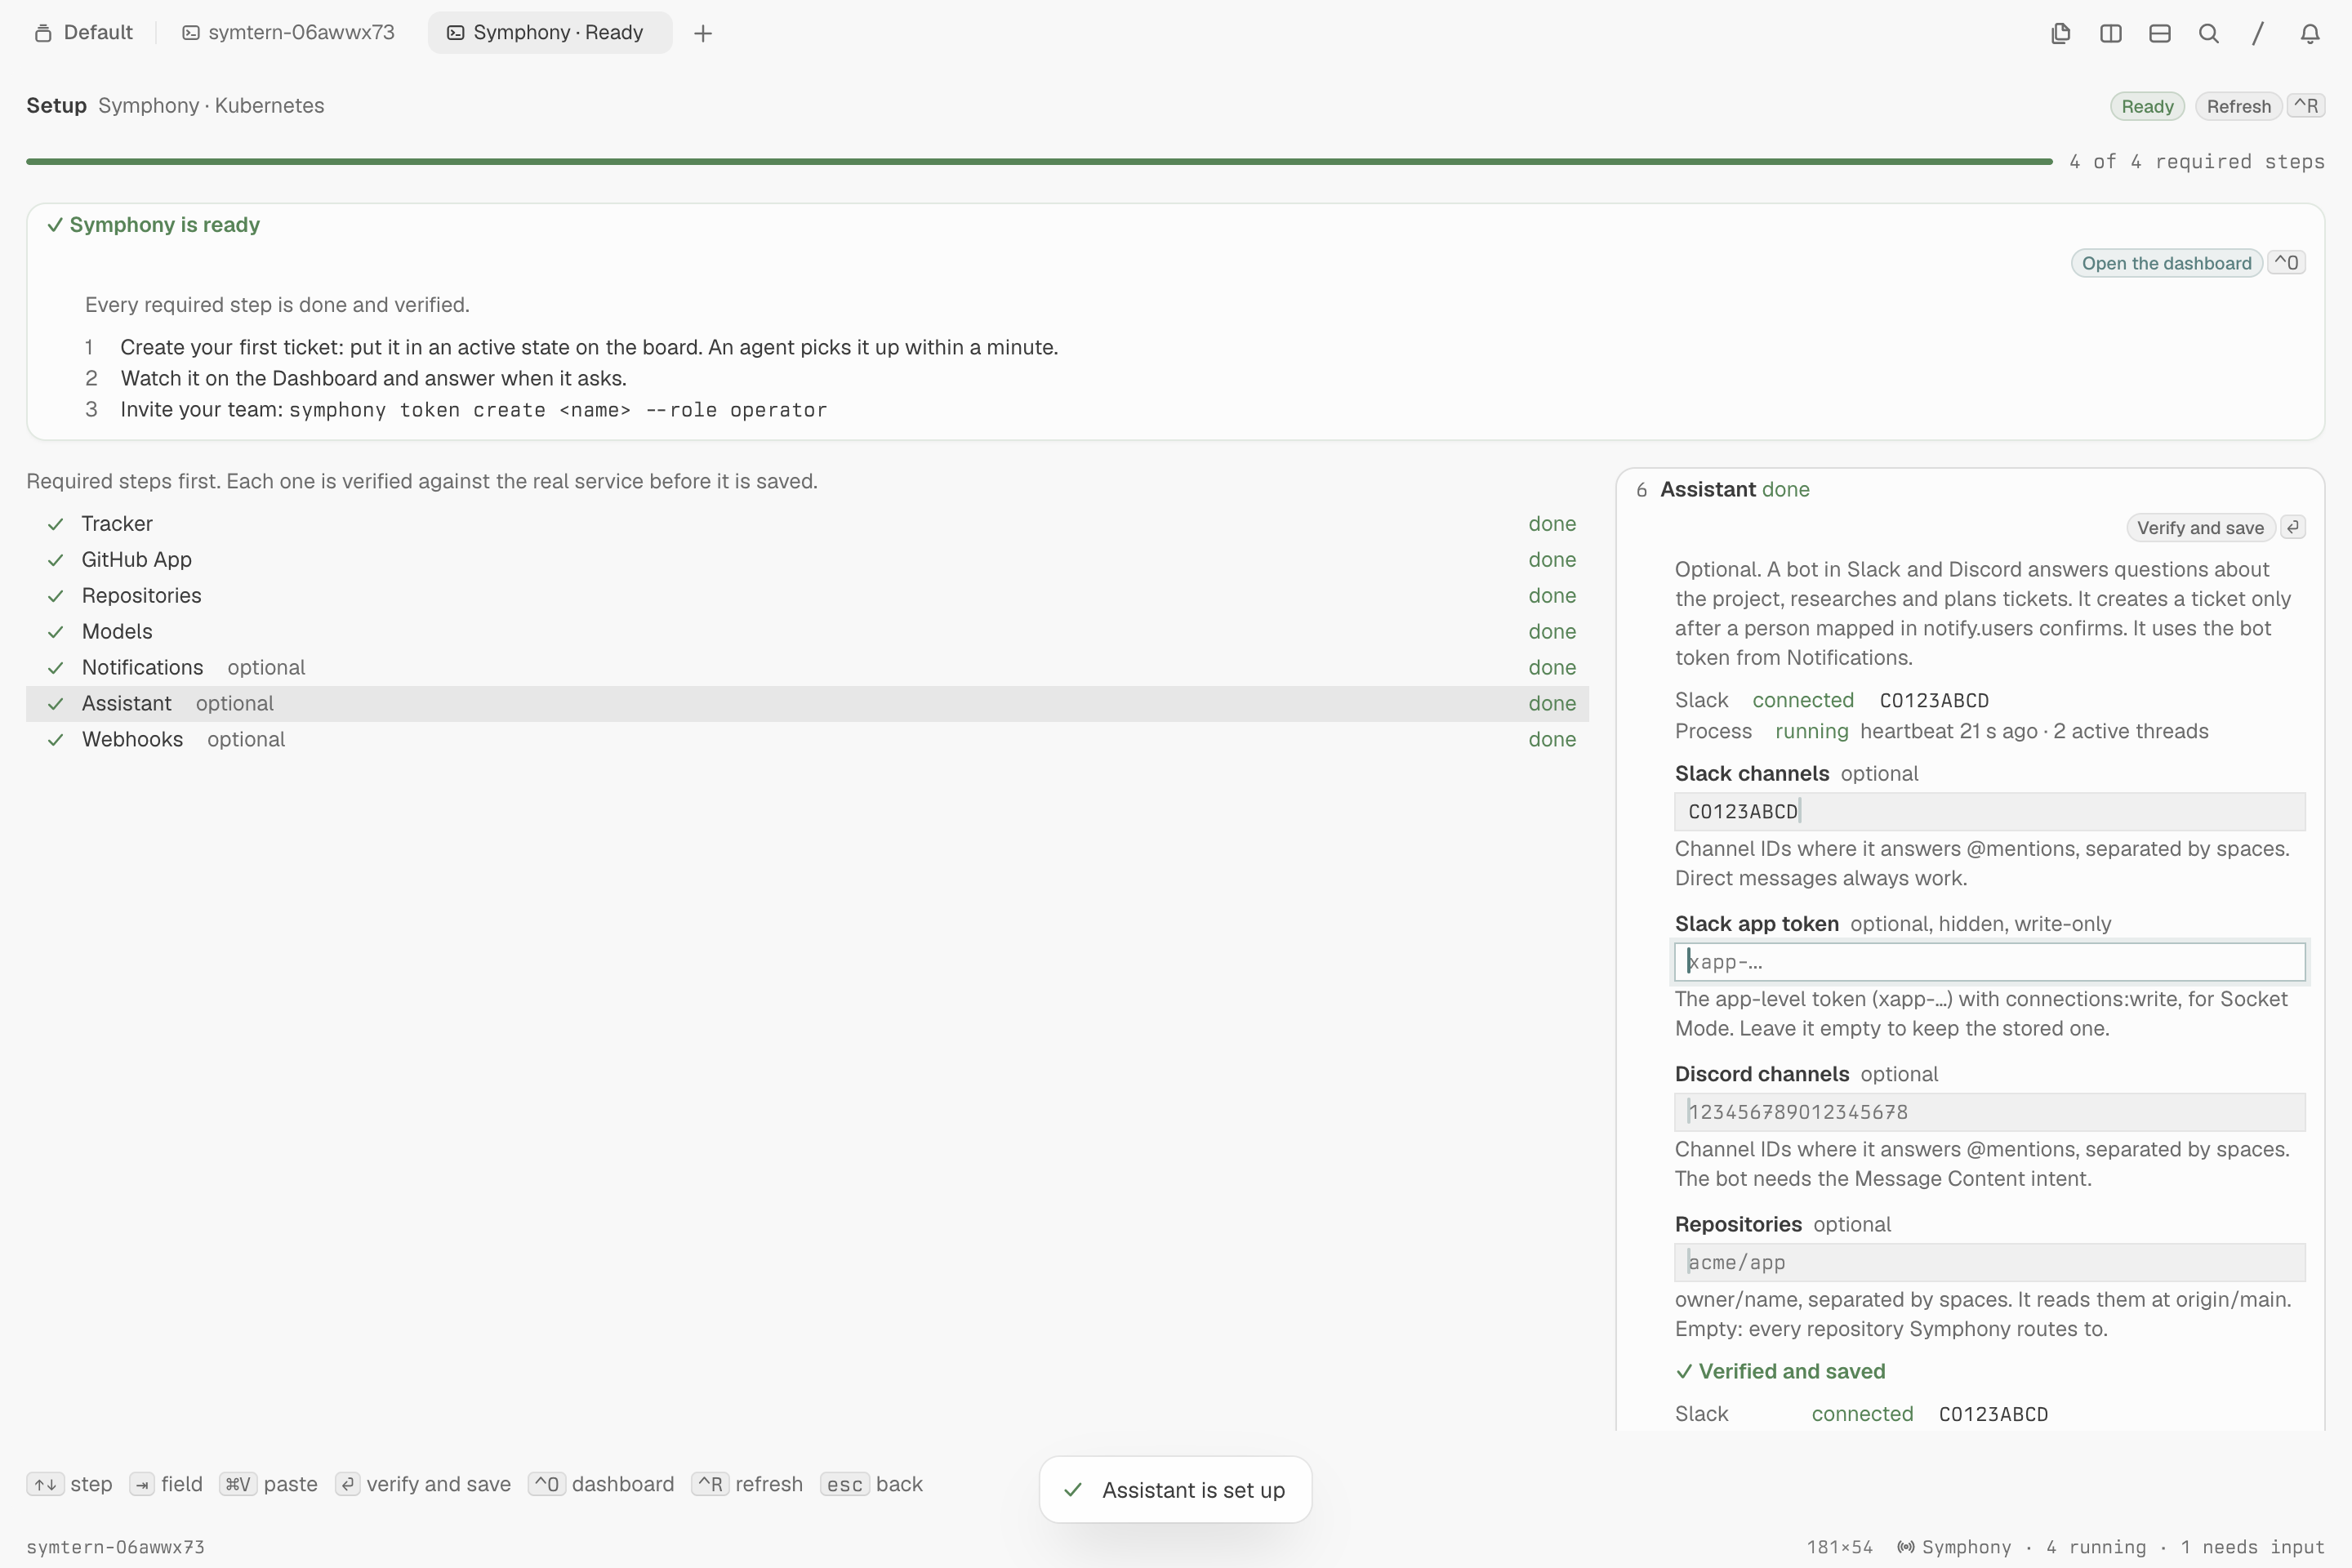 Default
symtern-06awwx73
Symphony · Ready
Setup Symphony · Kubernetes
Ready Refresh ^R
4 of 4 required steps
✓ Symphony is ready
Open the dashboard ^O
Every required step is done and verified.
1 Create your first ticket: put it in an active state on the board. An agent picks it up within a minute.
2 Watch it on the Dashboard and answer when it asks.
3 Invite your team: symphony token create <name> --role operator
Required steps first. Each one is verified against the real service before it is saved.
✓ Tracker done
✓ GitHub App done
✓ Repositories done
✓ Models done
✓ Notifications optional done
✓ Assistant optional done
✓ Webhooks optional done
6 Assistant done
Verify and save ⏎
Optional. A bot in Slack and Discord answers questions about
the project, researches and plans tickets. It creates a ticket only
after a person mapped in notify.users confirms. It uses the bot
token from Notifications.
Slack connected C0123ABCD
Process running heartbeat 21 s ago · 2 active threads
Slack channels optional
C0123ABCD
Channel IDs where it answers @mentions, separated by spaces.
Direct messages always work.
Slack app token optional, hidden, write-only
xapp-…
The app-level token (xapp-…) with connections:write, for Socket
Mode. Leave it empty to keep the stored one.
Discord channels optional
123456789012345678
Channel IDs where it answers @mentions, separated by spaces.
The bot needs the Message Content intent.
Repositories optional
acme/app
owner/name, separated by spaces. It reads them at origin/main.
Empty: every repository Symphony routes to.
✓ Verified and saved
Slack connected C0123ABCD
↑↓ step ⇥ field ⌘V paste ⏎ verify and save ^O dashboard ^R refresh esc back
✓ Assistant is set up
symtern-06awwx73
181×54 Symphony · 4 running · 1 needs input